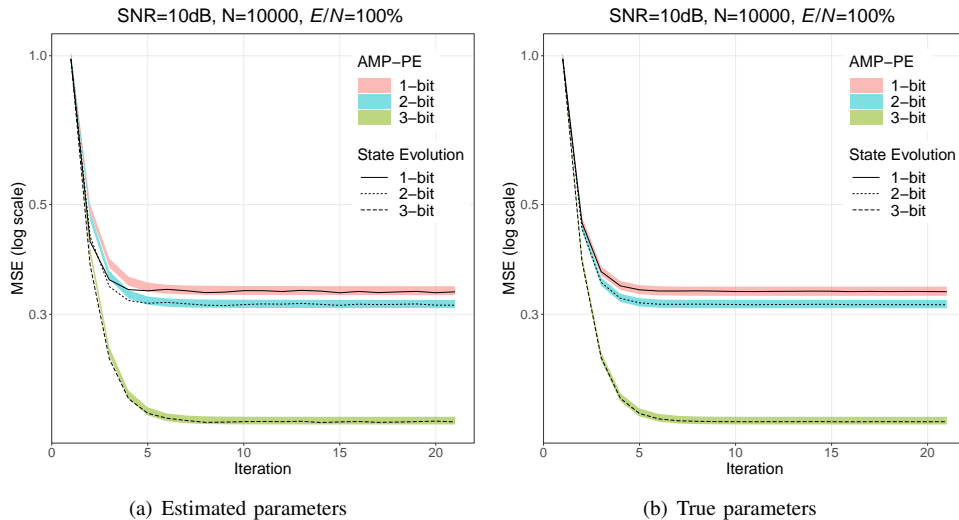 SNR=10dB, N=10000, E/N=100%
1.0
0.5
0.3
MSE (log scale)
AMP−PE
1−bit
2−bit
3−bit
State Evolution
1−bit
2−bit
3−bit
0
5
10
15
20
Iteration
(a) Estimated parameters
SNR=10dB, N=10000, E/N=100%
1.0
0.5
0.3
MSE (log scale)
AMP−PE
1−bit
2−bit
3−bit
State Evolution
1−bit
2−bit
3−bit
0
5
10
15
20
Iteration
(b) True parameters